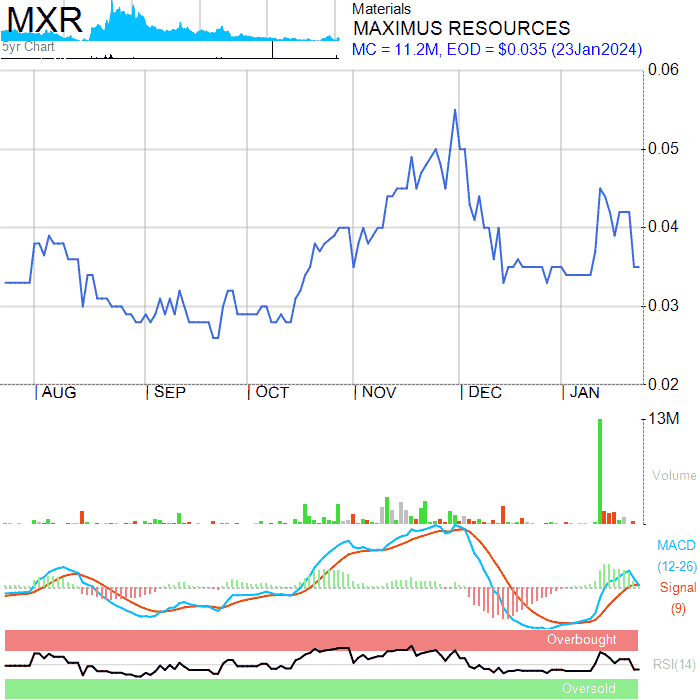 MXR
5yr Chart
Materials
MAXIMUS RESOURCES
MC = 11.2M, EOD = $0.035 (23Jan2024)
0.06
0.05
0.04
0.03
0.02
AUG SEP OCT NOV DEC JAN
13M
Volume
MACD
(12-26)
Signal
(9)
Overbought
RSI(14)
Oversold